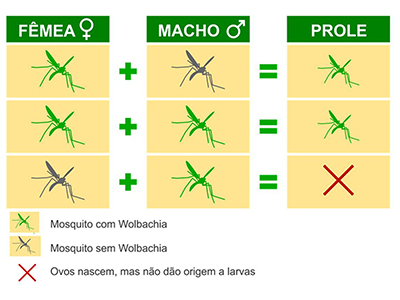 FÊMEA ♀ MACHO ♂ PROLE
+ =
+ =
+ =
Mosquito com Wolbachia
Mosquito sem Wolbachia
Ovos nascem, mas não dão origem a larvas